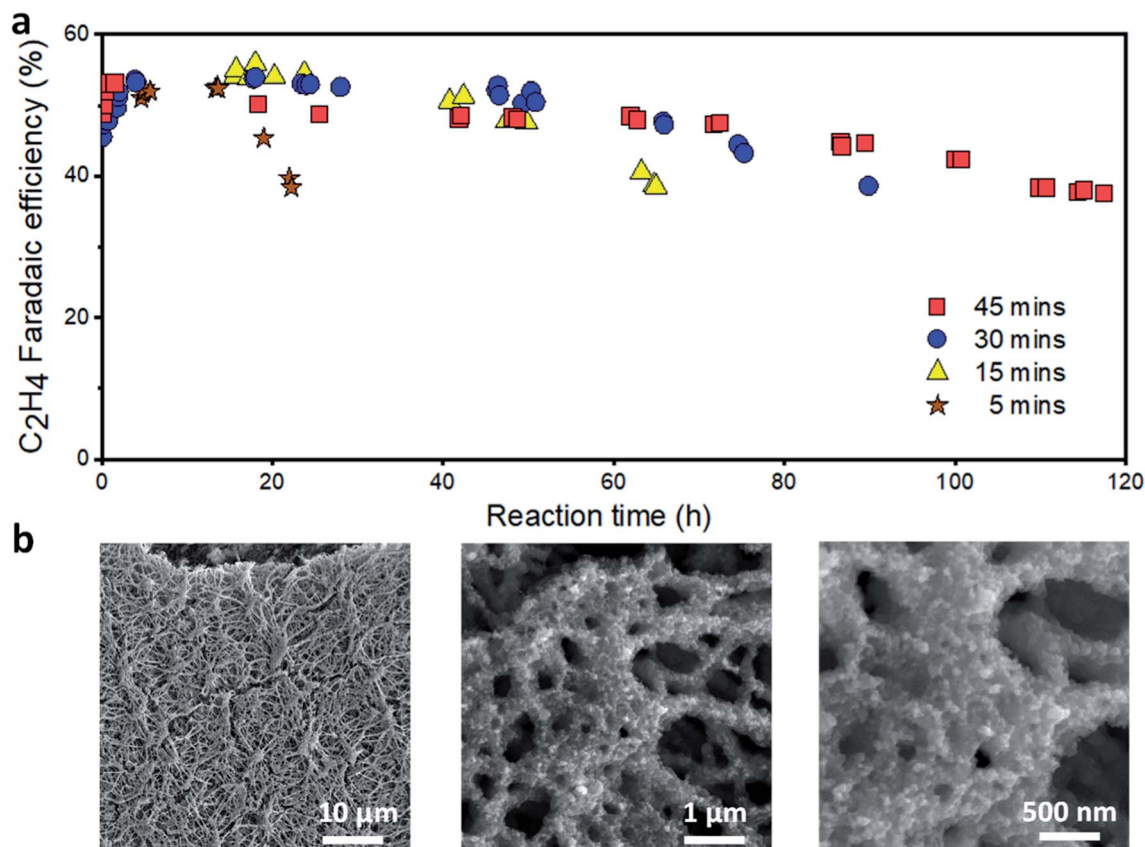 a
C2H4 Faradaic efficiency (%)
60
40
20
0
0 20 40 60 80 100 120
Reaction time (h)
45 mins
30 mins
15 mins
5 mins
b
10 µm
1 µm
500 nm